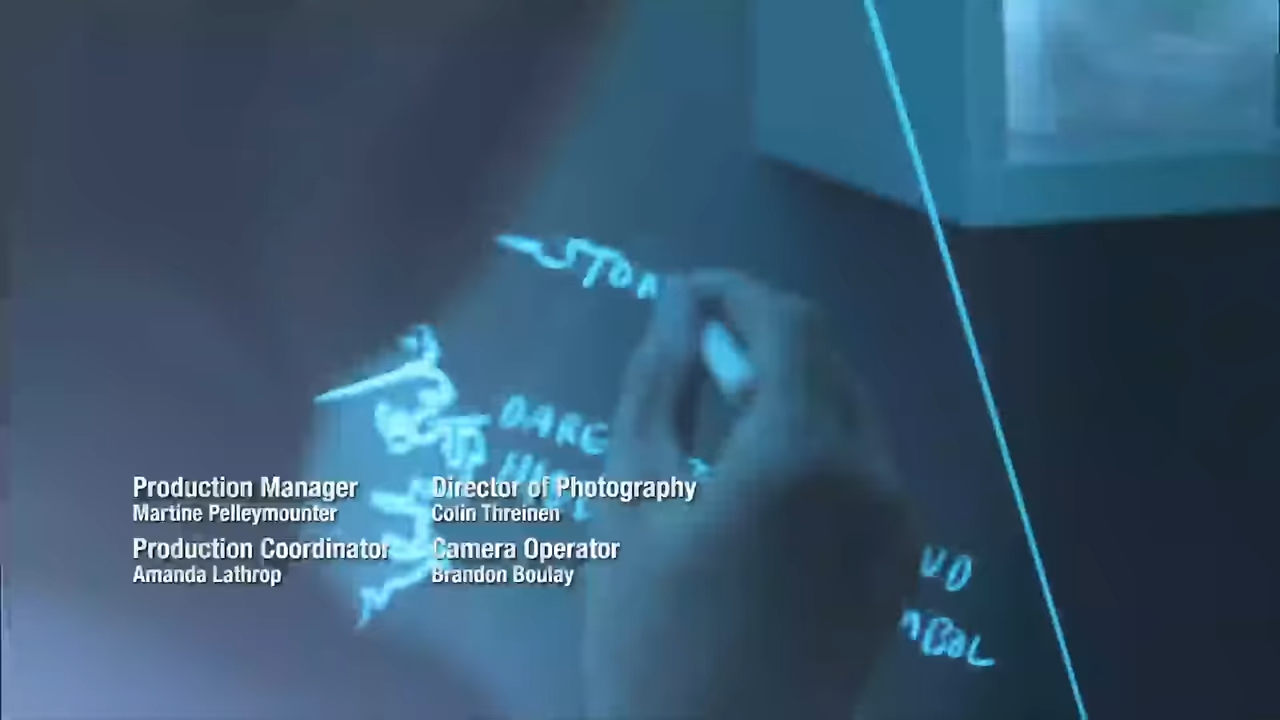 Production Manager
Martine Pelleymounter
Production Coordinator
Amanda Lathrop
Director of Photography
Colin Threinen
Camera Operator
Brandon Boulay